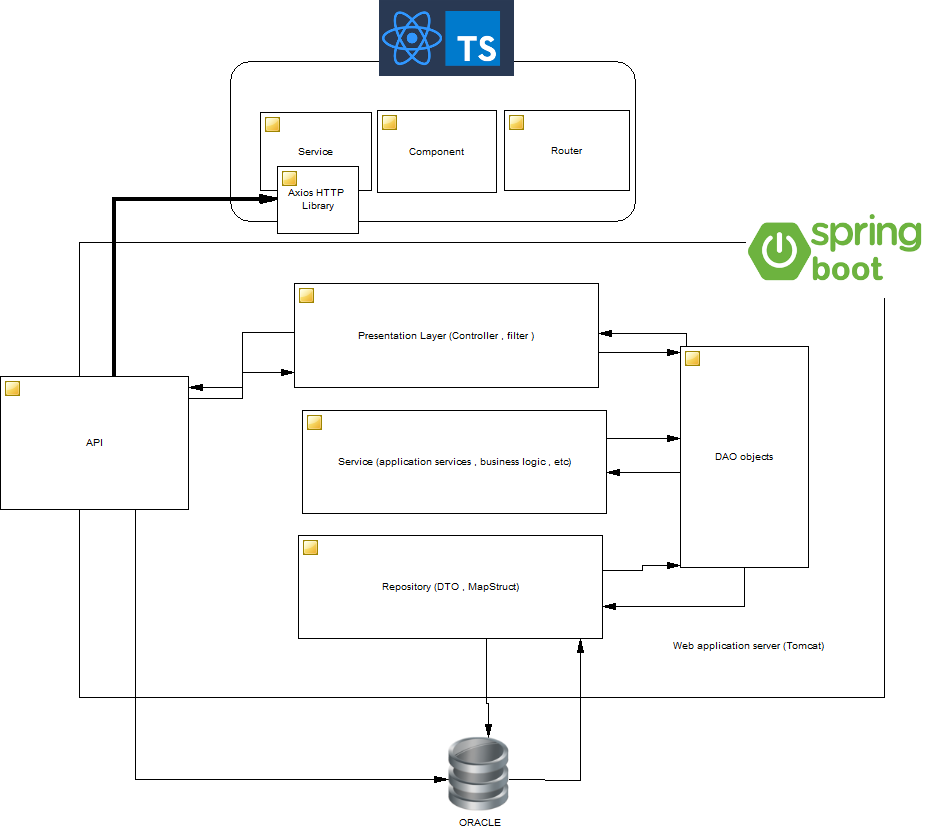 TS
Service
Component
Router
Axios HTTP
Library
spring
boot
Presentation Layer (Controller , filter )
API
Service (application services , business logic , etc)
DAO objects
Repository (DTO , MapStruct)
Web application server (Tomcat)
ORACLE